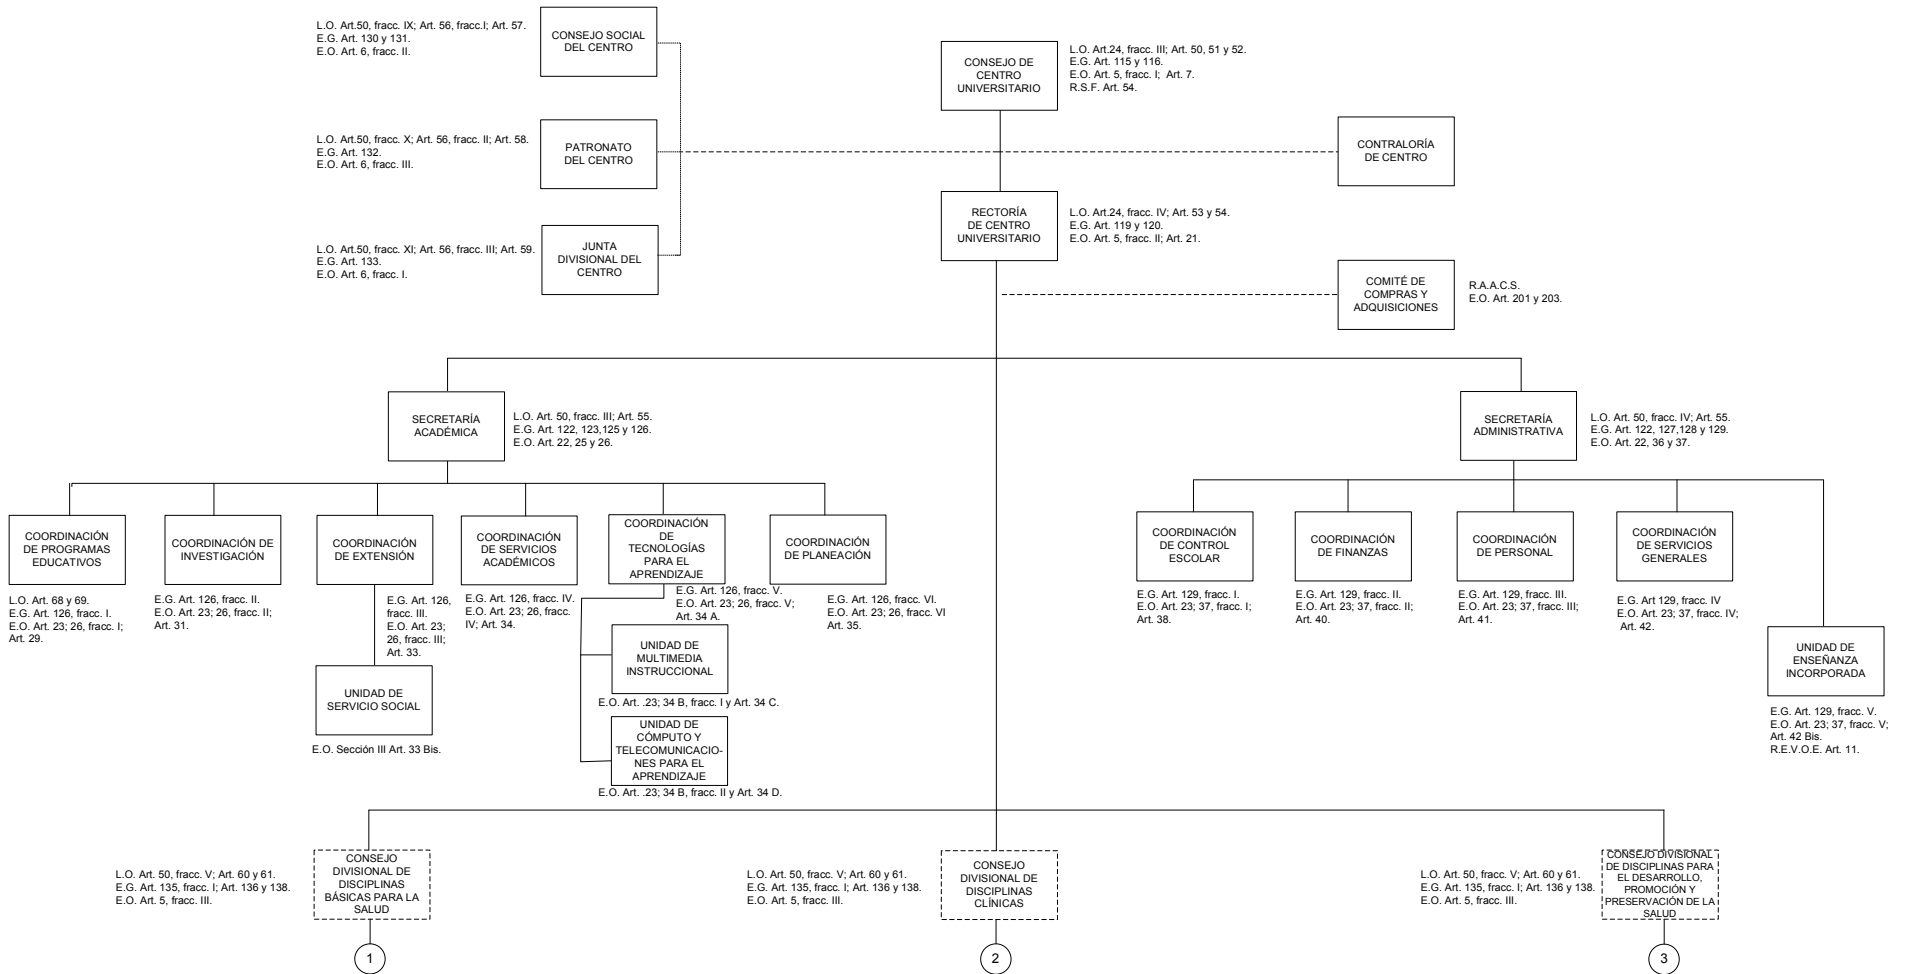 L.O. Art.50, fracc. IX; Art. 56, fracc.I; Art. 57.
E.G. Art. 130 y 131.
E.O. Art. 6, fracc. II.
CONSEJO SOCIAL
DEL CENTRO
CONSEJO DE
CENTRO
UNIVERSITARIO
L.O. Art.24, fracc. III; Art. 50, 51 y 52.
E.G. Art. 115 y 116.
E.O. Art. 5, fracc. I; Art. 7.
R.S.F. Art. 54.
L.O. Art.50, fracc. X; Art. 56, fracc. II; Art. 58.
E.G. Art. 132.
E.O. Art. 6, fracc. III.
PATRONATO
DEL CENTRO
CONTRALORÍA
DE CENTRO
RECTORÍA
DE CENTRO
UNIVERSITARIO
L.O. Art.24, fracc. IV; Art. 53 y 54.
E.G. Art. 119 y 120.
E.O. Art. 5, fracc. II; Art. 21.
L.O. Art.50, fracc. XI; Art. 56, fracc. III; Art. 59.
E.G. Art. 133.
E.O. Art. 6, fracc. I.
JUNTA
DIVISIONAL DEL
CENTRO
COMITÉ DE
COMPRAS Y
ADQUISICIONES
R.A.A.C.S.
E.O. Art. 201 y 203.
SECRETARÍA
ACADÉMICA
L.O. Art. 50, fracc. III; Art. 55.
E.G. Art. 122, 123,125 y 126.
E.O. Art. 22, 25 y 26.
SECRETARÍA
ADMINISTRATIVA
L.O. Art. 50, fracc. IV; Art. 55.
E.G. Art. 122, 127,128 y 129.
E.O. Art. 22, 36 y 37.
COORDINACIÓN
DE PROGRAMAS
EDUCATIVOS
L.O. Art. 68 y 69.
E.G. Art. 126, fracc. I.
E.O. Art. 23; 26, fracc. I;
Art. 29.
COORDINACIÓN DE
INVESTIGACIÓN
E.G. Art. 126, fracc. II.
E.O. Art. 23; 26, fracc. II;
Art. 31.
COORDINACIÓN
DE EXTENSIÓN
E.G. Art. 126,
fracc. III.
E.O. Art. 23;
26, fracc. III;
Art. 33.
UNIDAD DE
SERVICIO SOCIAL
E.O. Sección III Art. 33 Bis.
COORDINACIÓN
DE SERVICIOS
ACADÉMICOS
E.G. Art. 126, fracc. IV.
E.O. Art. 23; 26, fracc.
IV; Art. 34.
COORDINACIÓN
DE
TECNOLOGÍAS
PARA EL
APRENDIZAJE
E.G. Art. 126, fracc. V.
E.O. Art. 23; 26, fracc. V;
Art. 34 A.
UNIDAD DE
MULTIMEDIA
INSTRUCCIONAL
E.O. Art. .23; 34 B, fracc. I y Art. 34 C.
UNIDAD DE
CÓMPUTO Y
TELECOMUNICACIO-
NES PARA EL
APRENDIZAJE
E.O. Art. .23; 34 B, fracc. II y Art. 34 D.
COORDINACIÓN
DE PLANEACIÓN
E.G. Art. 126, fracc. VI.
E.O. Art. 23; 26, fracc. VI
Art. 35.
COORDINACIÓN
DE CONTROL
ESCOLAR
E.G. Art. 129, fracc. I.
E.O. Art. 23; 37, fracc. I;
Art. 38.
COORDINACIÓN
DE FINANZAS
E.G. Art. 129, fracc. II.
E.O. Art. 23; 37, fracc. II;
Art. 40.
COORDINACIÓN
DE PERSONAL
E.G. Art. 129, fracc. III.
E.O. Art. 23; 37, fracc. III;
Art. 41.
COORDINACIÓN
DE SERVICIOS
GENERALES
E.G. Art 129, fracc. IV
E.O. Art. 23; 37, fracc. IV;
Art. 42.
UNIDAD DE
ENSEÑANZA
INCORPORADA
E.G. Art. 129, fracc. V.
E.O. Art. 23; 37, fracc. V;
Art. 42 Bis.
R.E.V.O.E. Art. 11.
L.O. Art. 50, fracc. V; Art. 60 y 61.
E.G. Art. 135, fracc. I; Art. 136 y 138.
E.O. Art. 5, fracc. III.
CONSEJO
DIVISIONAL DE
DISCIPLINAS
BÁSICAS PARA LA
SALUD
1
L.O. Art. 50, fracc. V; Art. 60 y 61.
E.G. Art. 135, fracc. I; Art. 136 y 138.
E.O. Art. 5, fracc. III.
CONSEJO
DIVISIONAL DE
DISCIPLINAS
CLÍNICAS
2
L.O. Art. 50, fracc. V; Art. 60 y 61.
E.G. Art. 135, fracc. I; Art. 136 y 138.
E.O. Art. 5, fracc. III.
CONSEJO DIVISIONAL
DE DISCIPLINAS PARA
EL DESARROLLO,
PROMOCIÓN Y
PRESERVACIÓN DE LA
SALUD
3